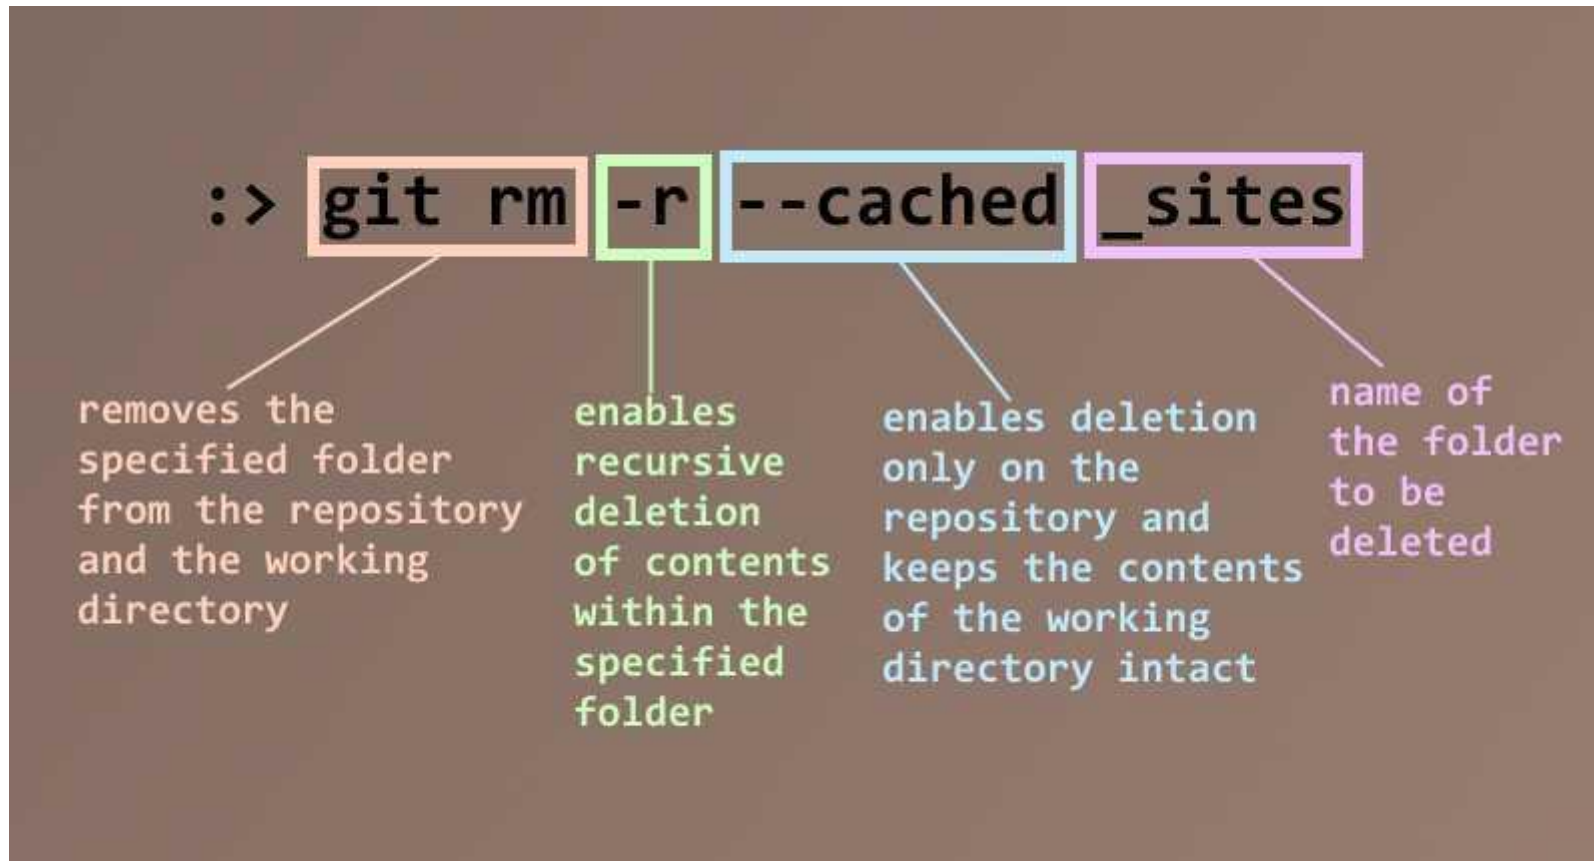 :> git rm -r --cached _sites
removes the
specified folder
from the repository
and the working
directory
enables
recursive
deletion
of contents
within the
specified
folder
enables deletion
only on the
repository and
keeps the contents
of the working
directory intact
name of
the folder
to be
deleted